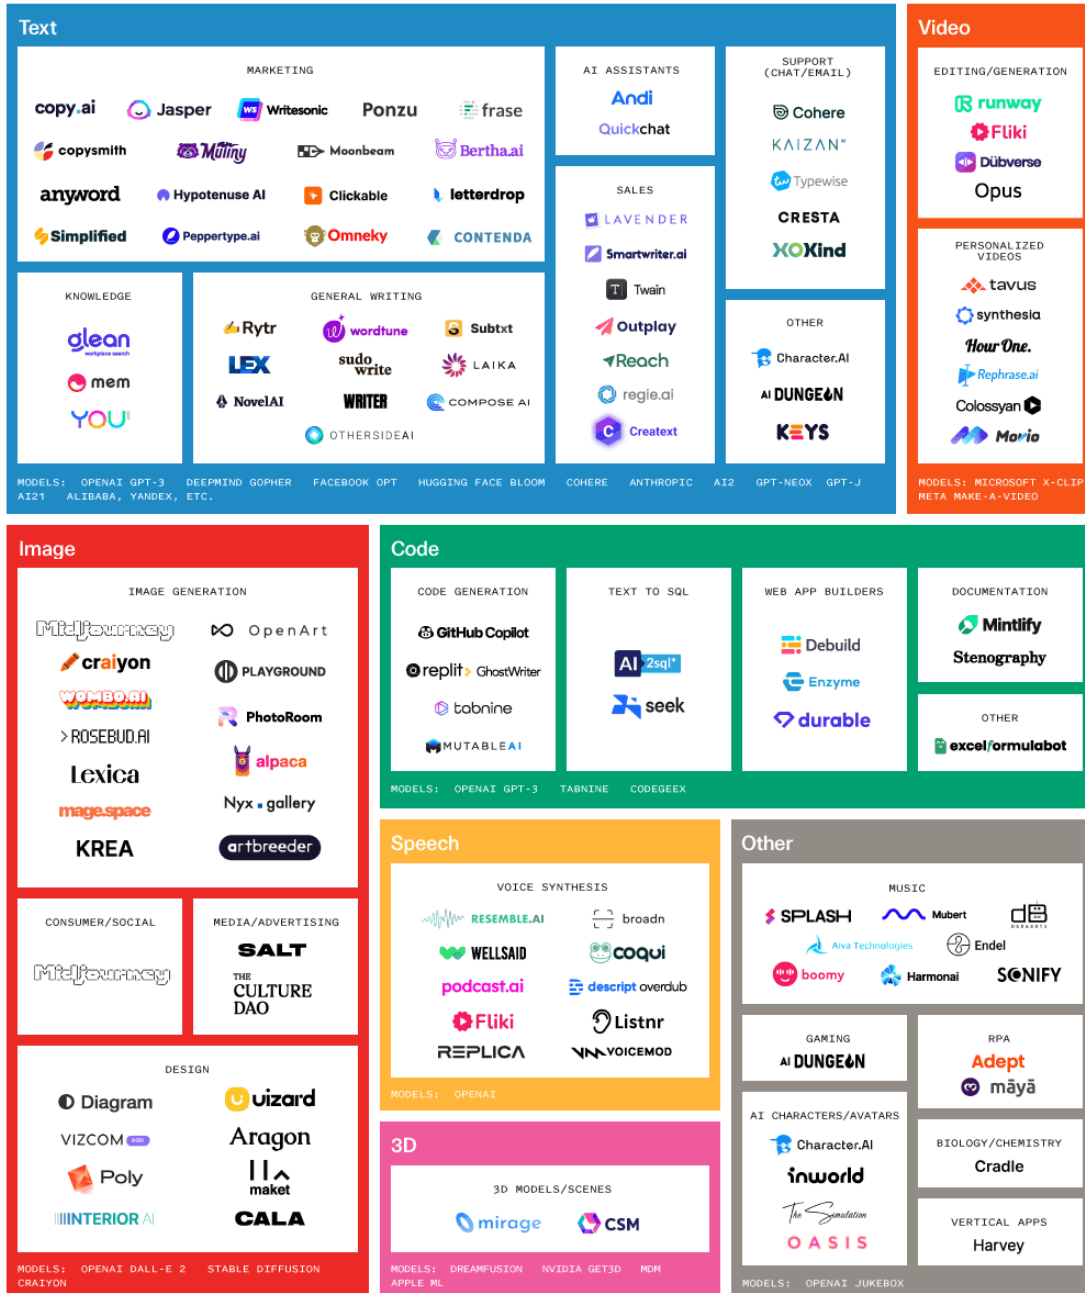 Text
MARKETING
copy.ai Jasper WS Writesonic Ponzu frase
copysmith Mutiny Moonbeam Bertha.ai
anyword Hypotenuse AI Clickable letterdrop
Simplified Peppertype.ai Omneky CONTENDA
KNOWLEDGE
glean
workplace search
mem
YOU
GENERAL WRITING
Rytr wordtune Subtxt
LEX sudo write LAIKA
NovelAI WRITER COMPOSE AI
OTHERSIDEAI
AI ASSISTANTS
Andi
Quickchat
SALES
LAVENDER
Smartwriter.ai
Twain
Outplay
Reach
regie.ai
C Creatext
SUPPORT
(CHAT/EMAIL)
Cohere
KAIZAN
tw Typewise
CRESTA
XOKind
OTHER
Character.AI
AI DUNGEON
KEYS
MODELS: OPENAI GPT-3 DEEPMIND GOPHER FACEBOOK OPT HUGGING FACE BLOOM COHERE ANTHROPIC AI2 GPT-NEOX GPT-J
AI21 ALIBABA, YANDEX, ETC.
Video
EDITING/GENERATION
runway
Fliki
Dübverse
Opus
PERSONALIZED
VIDEOS
tavus
synthesia
Hour One.
Rephrase.ai
Colossyan
Movio
MODELS: MICROSOFT X-CLIP
META MAKE-A-VIDEO
Image
IMAGE GENERATION
Midjourney OpenArt
craiyon PLAYGROUND
WOMBO.AI PhotoRoom
ROSEBUD.AI alpaca
Lexica Nyx.gallery
mage.space artbreeder
KREA
CONSUMER/SOCIAL
Midjourney
MEDIA/ADVERTISING
SALT
THE
CULTURE
DAO
DESIGN
Diagram uizard
VIZCOM BETA Aragon
Poly maket
INTERIOR AI CALA
MODELS: OPENAI DALL-E 2 STABLE DIFFUSION
CRAIYON
Code
CODE GENERATION
GitHub Copilot
replit GhostWriter
tabnine
MUTABLEAI
TEXT TO SQL
AI 2sql*
seek
WEB APP BUILDERS
Debuild
Enzyme
durable
DOCUMENTATION
Mintlify
Stenography
OTHER
excelformulabot
MODELS: OPENAI GPT-3 TABNINE CODEGEEX
Speech
VOICE SYNTHESIS
RESEMBLE.AI broadn
WELLSAID coqui
podcast.ai descript overdub
Fliki Listnr
REPLICA VOICEMOD
MODELS: OPENAI
3D
3D MODELS/SCENES
mirage CSM
MODELS: DREAMFUSION NVIDIA GET3D MDM
APPLE ML
Other
MUSIC
SPLASH Mubert dB
DADABOTS
Aiva Technologies Endel
boomy Harmonai SONIFY
GAMING
AI DUNGEON
RPA
Adept
māyā
AI CHARACTERS/AVATARS
Character.AI
inworld
The Simulation
OASIS
BIOLOGY/CHEMISTRY
Cradle
VERTICAL APPS
Harvey
MODELS: OPENAI JUKEBOX